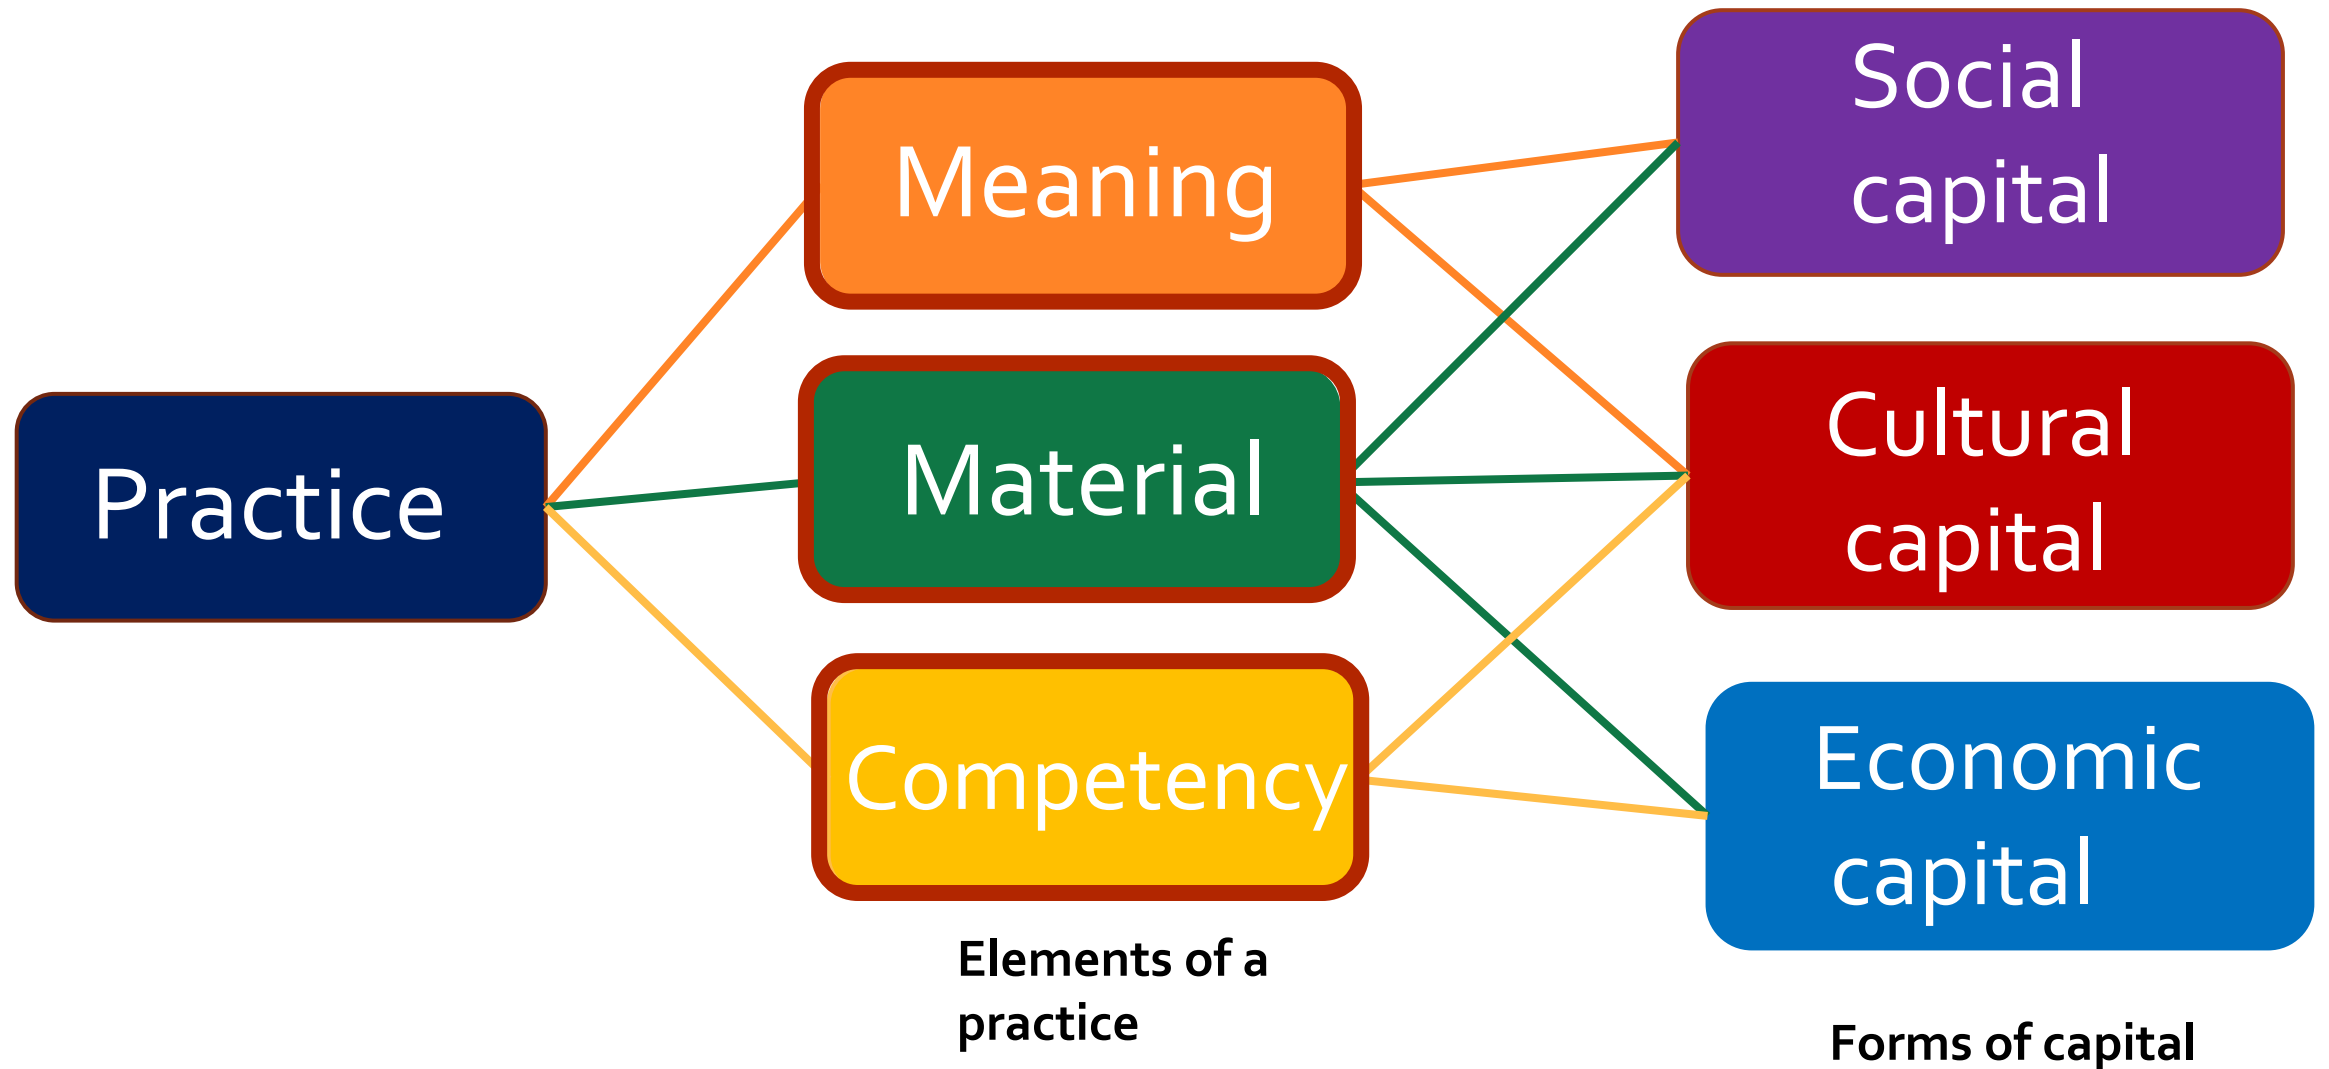 Practice
Meaning
Material
Competency
Elements of a
practice
Social
capital
Cultural
capital
Economic
capital
Forms of capital